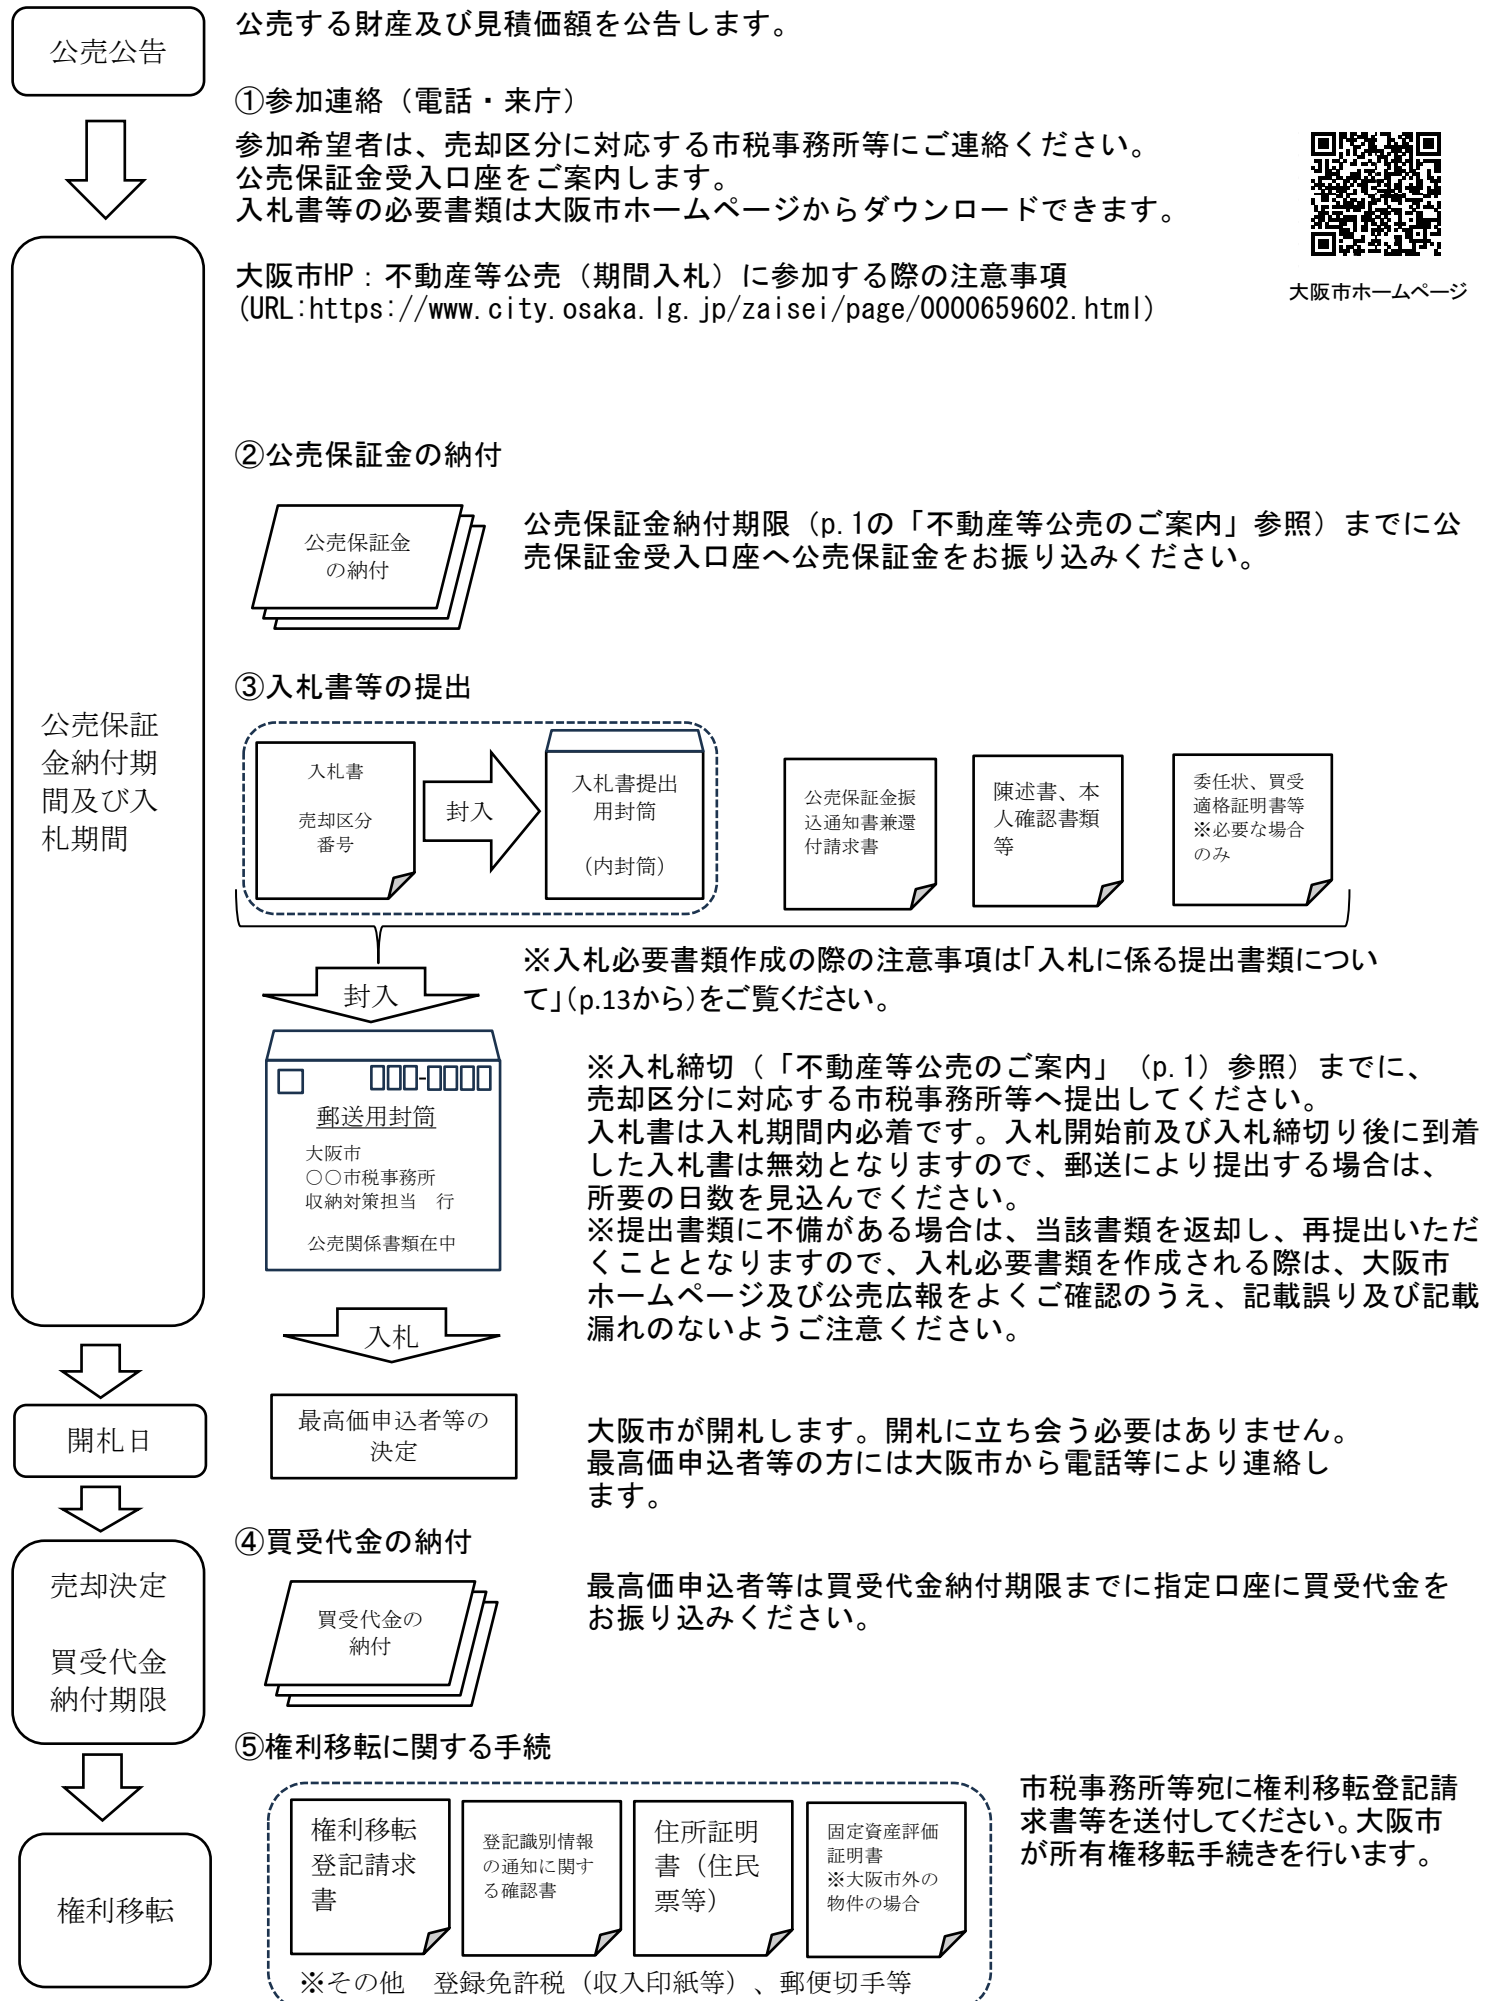 公売公告
公売する財産及び見積価額を公告します。
①参加連絡（電話・来庁）
参加希望者は、売却区分に対応する市税事務所等にご連絡ください。
公売保証金受入口座をご案内します。
入札書等の必要書類は大阪市ホームページからダウンロードできます。
大阪市HP：不動産等公売（期間入札）に参加する際の注意事項
(URL:https://www.city.osaka.lg.jp/zaisei/page/0000659602.html)
大阪市ホームページ
公売保証
金納付期
間及び入
札期間
②公売保証金の納付
公売保証金
の納付
公売保証金納付期限（p.1の「不動産等公売のご案内」参照）までに公
売保証金受入口座へ公売保証金をお振り込みください。
③入札書等の提出
入札書
売却区分
番号
封入
入札書提出
用封筒
(内封筒)
公売保証金振
込通知書兼還
付請求書
陳述書、本
人確認書類
等
委任状、買受
適格証明書等
※必要な場合
のみ
※入札必要書類作成の際の注意事項は「入札に係る提出書類につい
て」（p.13から）をご覧ください。
封入
郵送用封筒
大阪市
〇〇市税事務所
収納対策担当　行
公売関係書類在中
※入札締切（「不動産等公売のご案内」（p.1）参照）までに、
売却区分に対応する市税事務所等へ提出してください。
入札書は入札期間内必着です。入札開始前及び入札締切り後に到着
した入札書は無効となりますので、郵送により提出する場合は、
所要の日数を見込んでください。
※提出書類に不備がある場合は、当該書類を返却し、再提出いただ
くこととなりますので、入札必要書類を作成される際は、大阪市
ホームページ及び公売広報をよくご確認のうえ、記載誤り及び記載
漏れのないようご注意ください。
入札
開札日
最高価申込者等の
決定
大阪市が開札します。開札に立ち会う必要はありません。
最高価申込者等の方には大阪市から電話等により連絡し
ます。
売却決定
買受代金
納付期限
④買受代金の納付
買受代金の
納付
最高価申込者等は買受代金納付期限までに指定口座に買受代金を
お振り込みください。
⑤権利移転に関する手続
権利移転
権利移転
登記請求
書
登記識別情報
の通知に関す
る確認書
住所証明
書（住民
票等）
固定資産評価
証明書
※大阪市外の
物件の場合
※その他　登録免許税（収入印紙等）、郵便切手等
市税事務所等宛に権利移転登記請
求書等を送付してください。大阪市
が所有権移転手続きを行います。